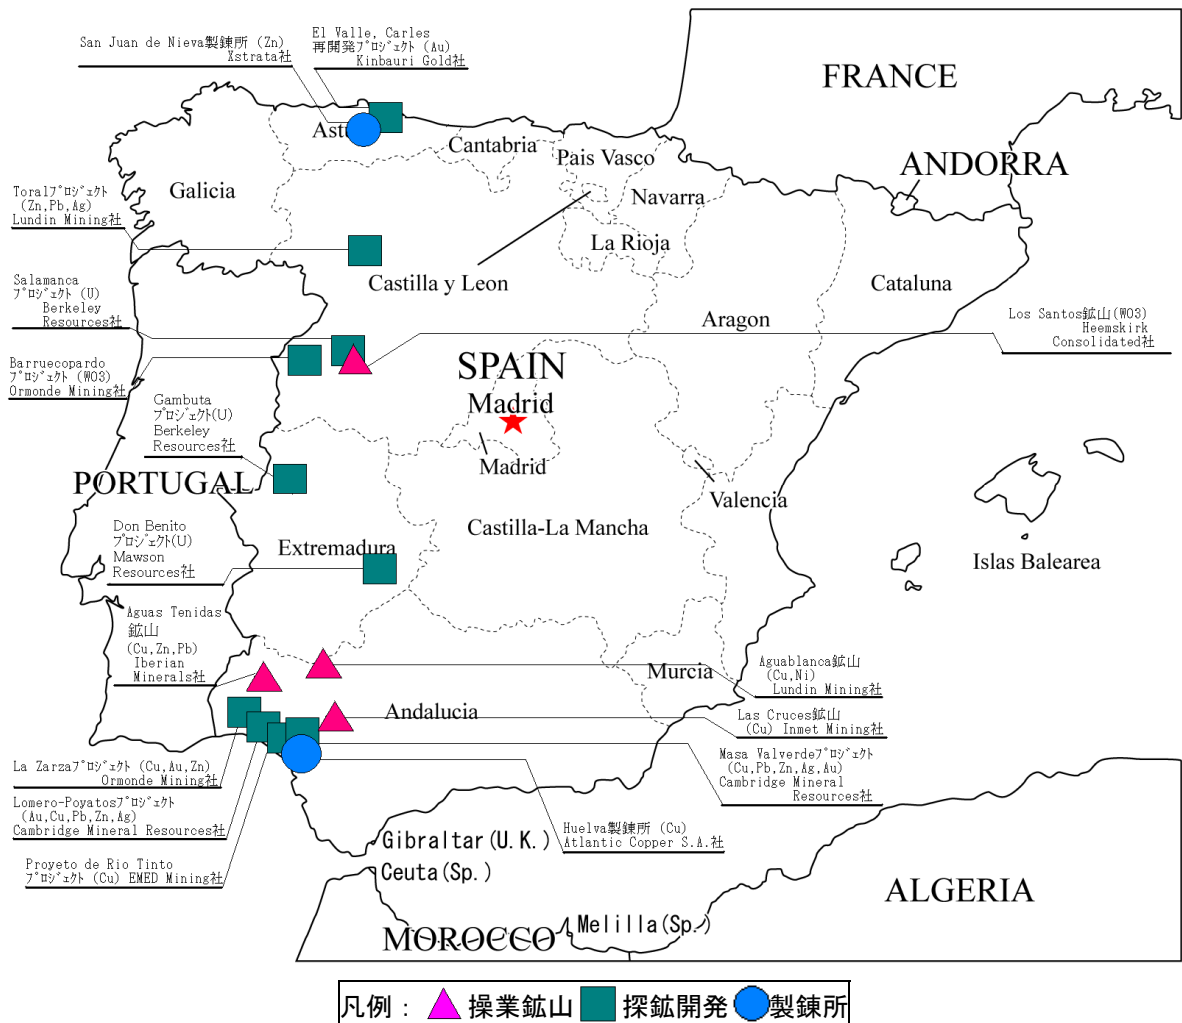 El Valle, Carles
再開発ﾌﾟﾛｼﾞｪｸﾄ (Au)
Kinbauri Gold社
San Juan de Nieva製錬所 (Zn)
Xstrata社
FRANCE
ANDORRA
Cantabria
Pais Vasco
Navarra
Galicia
La Rioja
Castilla y Leon
Cataluna
Aragon
Toralﾌﾟﾛｼﾞｪｸﾄ
(Zn,Pb,Ag)
Lundin Mining社
Salamanca
ﾌﾟﾛｼﾞｪｸﾄ (U)
Berkeley
Resources社
Los Santos鉱山(WO3)
Heemskirk
Consolidated社
Barruecopardo
ﾌﾟﾛｼﾞｪｸﾄ (WO3)
Ormonde Mining社
SPAIN
Madrid
Madrid
Gambuta
ﾌﾟﾛｼﾞｪｸﾄ(U)
Berkeley
Resources社
PORTUGAL
Valencia
Castilla-La Mancha
Extremadura
Islas Balearea
Don Benito
ﾌﾟﾛｼﾞｪｸﾄ(U)
Mawson
Resources社
Aguas Tenidas
鉱山
(Cu,Zn,Pb)
Iberian
Minerals社
Murcia
Aguablanca鉱山
(Cu,Ni)
Lundin Mining社
Andalucia
Las Cruces鉱山
(Cu) Inmet Mining社
La Zarzaﾌﾟﾛｼﾞｪｸﾄ (Cu,Au,Zn)
Ormonde Mining社
Masa Valverdeﾌﾟﾛｼﾞｪｸﾄ
(Cu,Pb,Zn,Ag,Au)
Cambridge Mineral
Resources社
Lomero-Poyatosﾌﾟﾛｼﾞｪｸﾄ
(Au,Cu,Pb,Zn,Ag)
Cambridge Mineral Resources社
Huelva製錬所 (Cu)
Atlantic Copper S.A.社
Proyeto de Rio Tinto
ﾌﾟﾛｼﾞｪｸﾄ (Cu) EMED Mining社
Gibraltar(U.K.)
Ceuta(Sp.)
ALGERIA
Melilla(Sp.)
MOROCCO
凡例： 操業鉱山 探鉱開発 製錬所